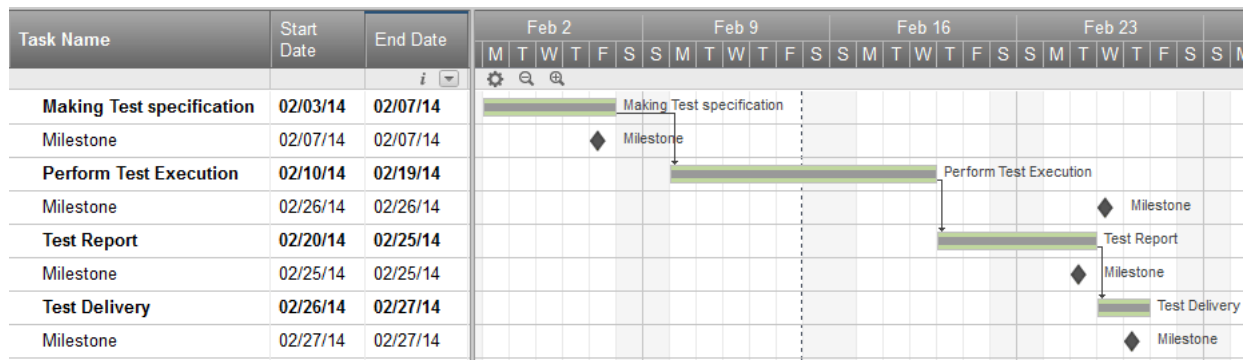 Task Name Start Date End Date Feb 2 Feb 9 Feb 16 Feb 23
M T W T F S S M T W T F S S M T W T F S S M T W T F S S M
i
Making Test specification 02/03/14 02/07/14 Making Test specification
Milestone 02/07/14 02/07/14 Milestone
Perform Test Execution 02/10/14 02/19/14 Perform Test Execution
Milestone 02/26/14 02/26/14 Milestone
Test Report 02/20/14 02/25/14 Test Report
Milestone 02/25/14 02/25/14 Milestone
Test Delivery 02/26/14 02/27/14 Test Delivery
Milestone 02/27/14 02/27/14 Milestone